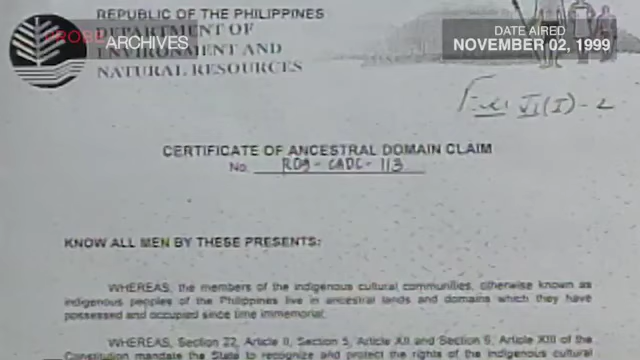 REPUBLIC OF THE PHILIPPINES
DEPARTMENT OF
ENVIRONMENT AND
NATURAL RESOURCES
PROBE ARCHIVES
DATE AIRED
NOVEMBER 02, 1999
VI(I)-2
CERTIFICATE OF ANCESTRAL DOMAIN CLAIM
No. R09-CADC-113
KNOW ALL MEN BY THESE PRESENTS:
WHEREAS, the members of the indigenous cultural communities, otherwise known as
indigenous peoples of the Philippines live in ancestral lands and domains which they have
possessed and occupied since time immemorial.
WHEREAS, Section 22, Article II, Section 5, Article XII and Section 6, Article XIII of the
Constitution mandate the State to recognize and protect the rights of the indigenous cultural